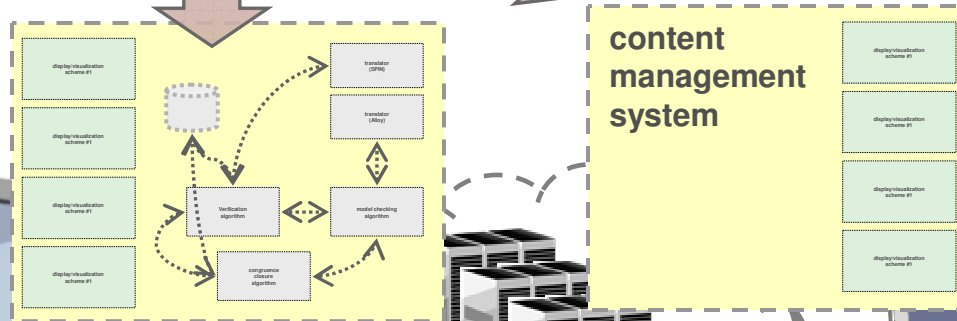 display/visualization
scheme #1
display/visualization
scheme #1
display/visualization
scheme #1
display/visualization
scheme #1
translator
(SPIN)
translator
(Alloy)
Verification
algorithm
model checking
algorithm
congruence
closure
algorithm
content
management
system
display/visualization
scheme #1
display/visualization
scheme #1
display/visualization
scheme #1
display/visualization
scheme #1